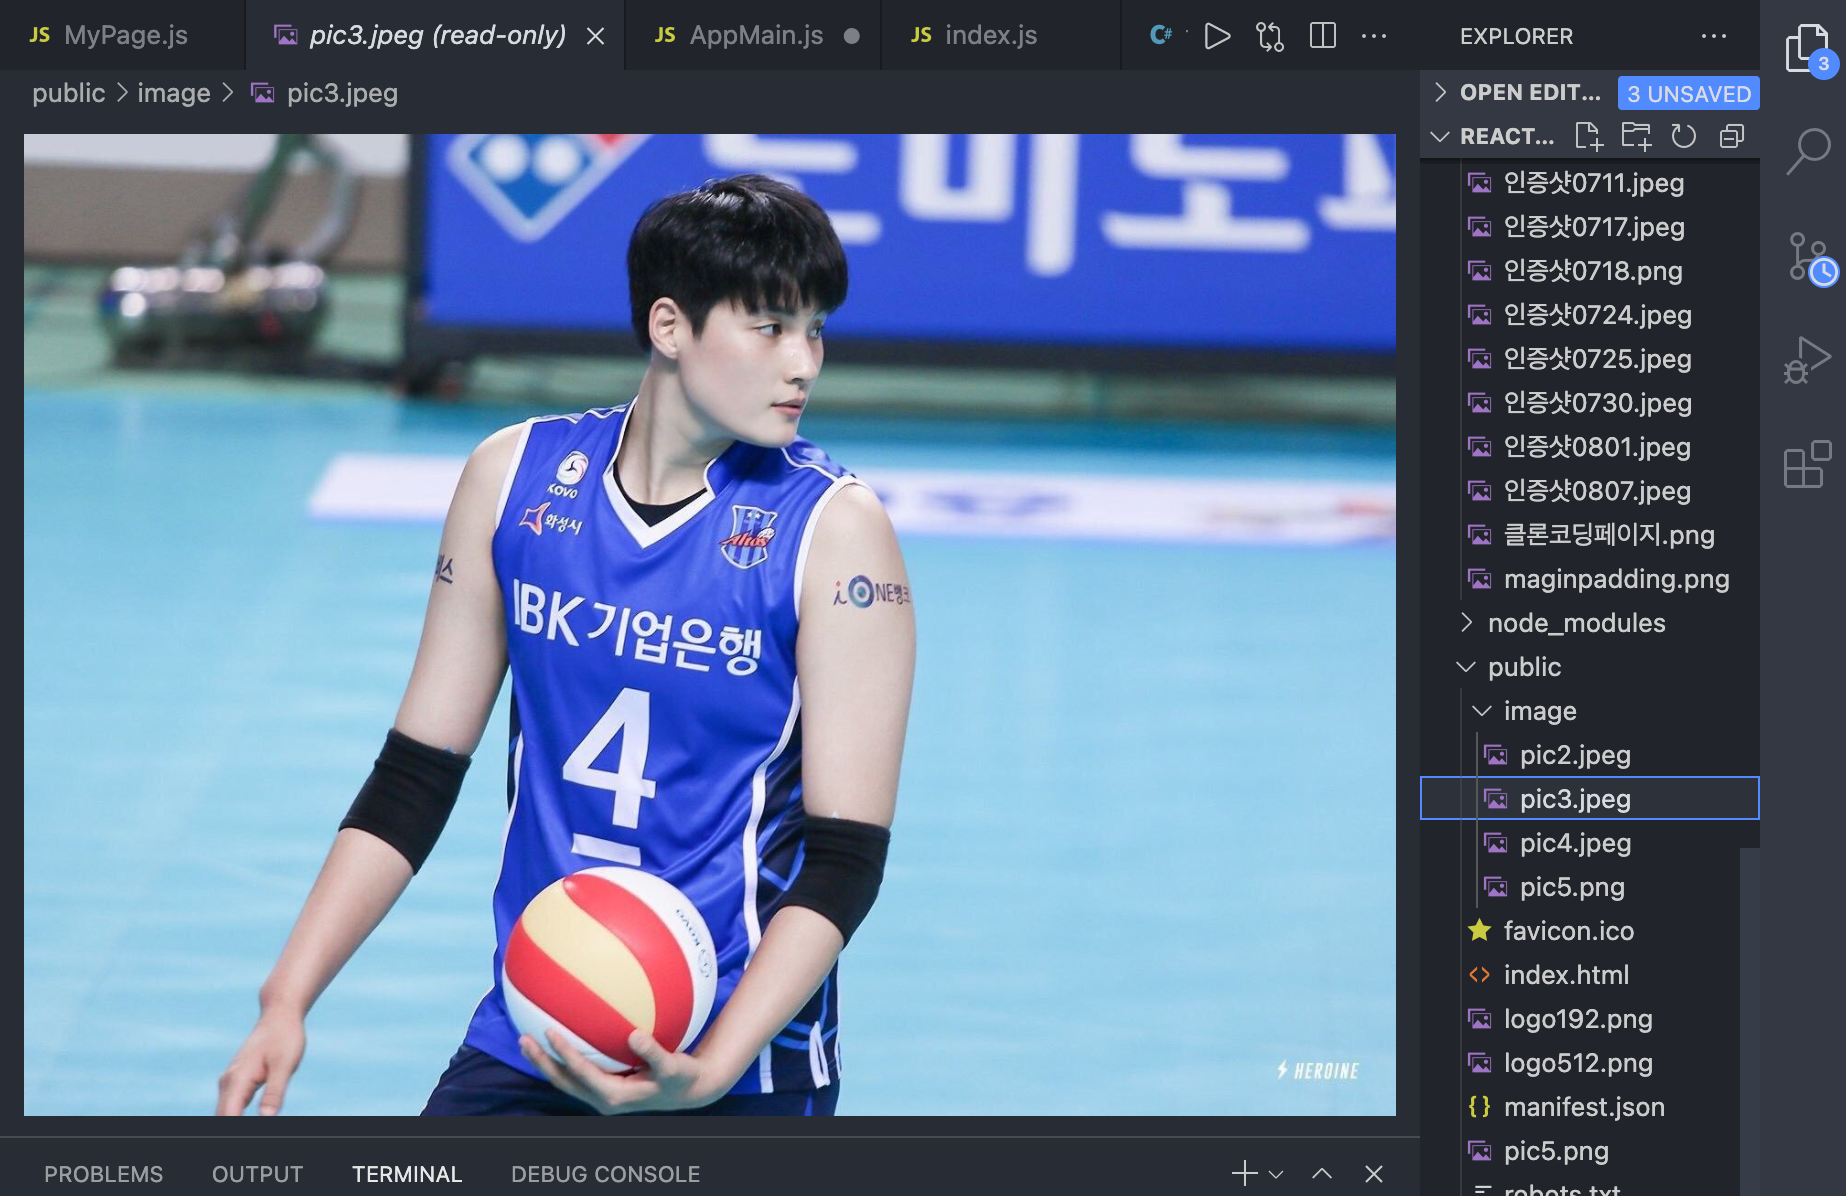 MyPage.js
pic3.jpeg (read-only)
AppMain.js
index.js
EXPLORER
public > image > pic3.jpeg
OPEN EDIT...
3 UNSAVED
REACT...
3
인증샷0711.jpeg
인증샷0717.jpeg
인증샷0718.png
인증샷0724.jpeg
인증샷0725.jpeg
인증샷0730.jpeg
인증샷0801.jpeg
인증샷0807.jpeg
클론코딩페이지.png
maginpadding.png
node_modules
public
image
pic2.jpeg
pic3.jpeg
pic4.jpeg
pic5.png
favicon.ico
index.html
logo192.png
logo512.png
manifest.json
pic5.png
robots.txt
도미노피
KOVO
화성시
Altos
i ONE뱅크
IBK기업은행
4
KOVO
HEROINE
PROBLEMS
OUTPUT
TERMINAL
DEBUG CONSOLE